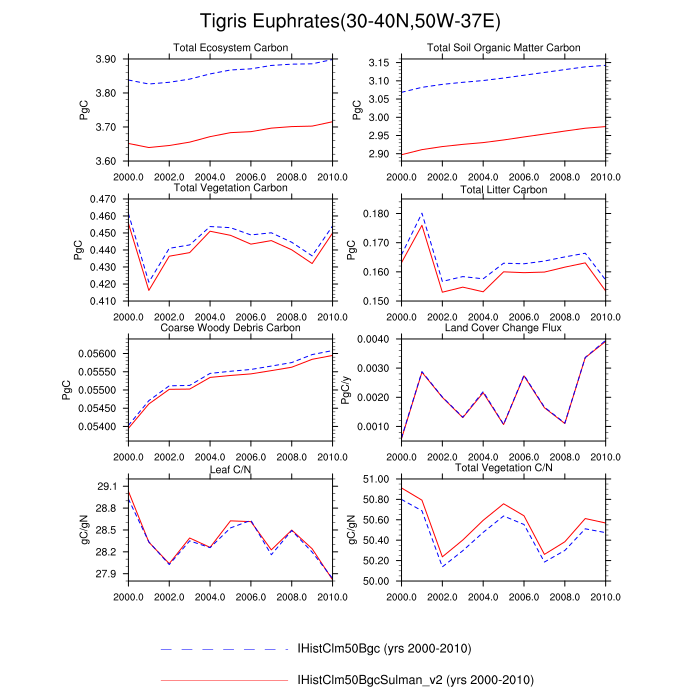 Tigris Euphrates(30-40N,50W-37E)
Total Ecosystem Carbon
PgC
3.90
3.80
3.70
3.60
2000.0 2002.0 2004.0 2006.0 2008.0 2010.0
Total Soil Organic Matter Carbon
PgC
3.15
3.10
3.05
3.00
2.95
2.90
2000.0 2002.0 2004.0 2006.0 2008.0 2010.0
Total Vegetation Carbon
PgC
0.470
0.460
0.450
0.440
0.430
0.420
0.410
2000.0 2002.0 2004.0 2006.0 2008.0 2010.0
Total Litter Carbon
PgC
0.180
0.170
0.160
0.150
2000.0 2002.0 2004.0 2006.0 2008.0 2010.0
Coarse Woody Debris Carbon
PgC
0.05600
0.05550
0.05500
0.05450
0.05400
2000.0 2002.0 2004.0 2006.0 2008.0 2010.0
Land Cover Change Flux
PgC/y
0.0040
0.0030
0.0020
0.0010
2000.0 2002.0 2004.0 2006.0 2008.0 2010.0
Leaf C/N
gC/gN
29.1
28.8
28.5
28.2
27.9
2000.0 2002.0 2004.0 2006.0 2008.0 2010.0
Total Vegetation C/N
gC/gN
51.00
50.80
50.60
50.40
50.20
50.00
2000.0 2002.0 2004.0 2006.0 2008.0 2010.0
IHistClm50Bgc (yrs 2000-2010)
IHistClm50BgcSulman_v2 (yrs 2000-2010)